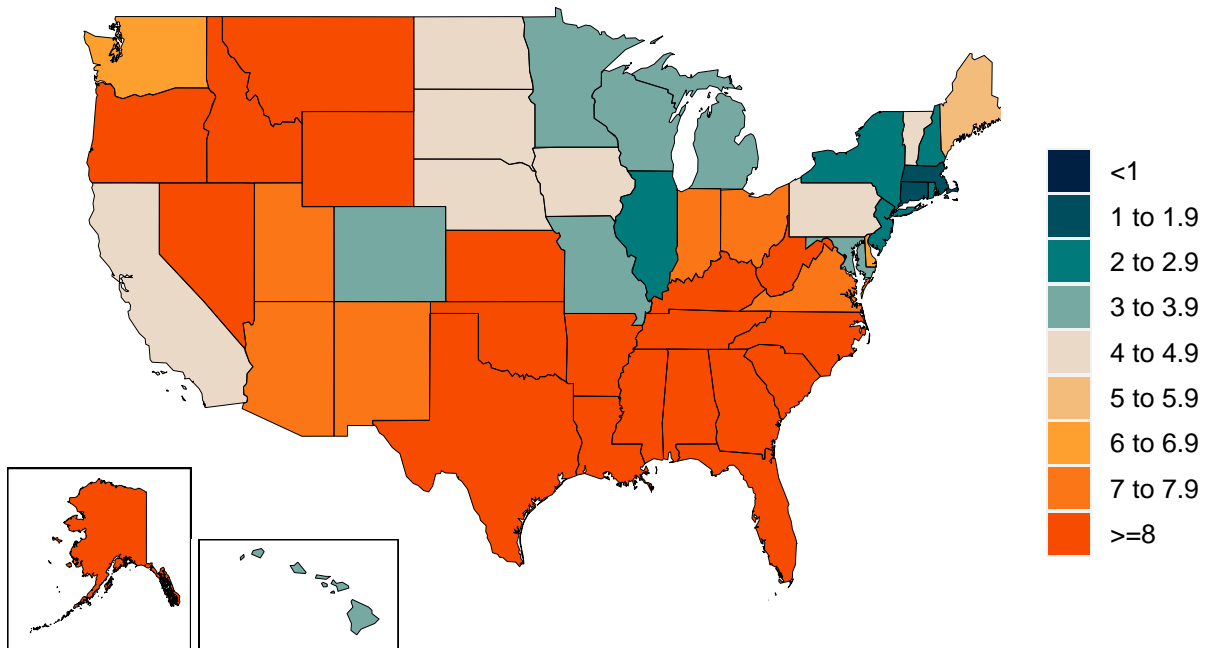 <1
1 to 1.9
2 to 2.9
3 to 3.9
4 to 4.9
5 to 5.9
6 to 6.9
7 to 7.9
>=8